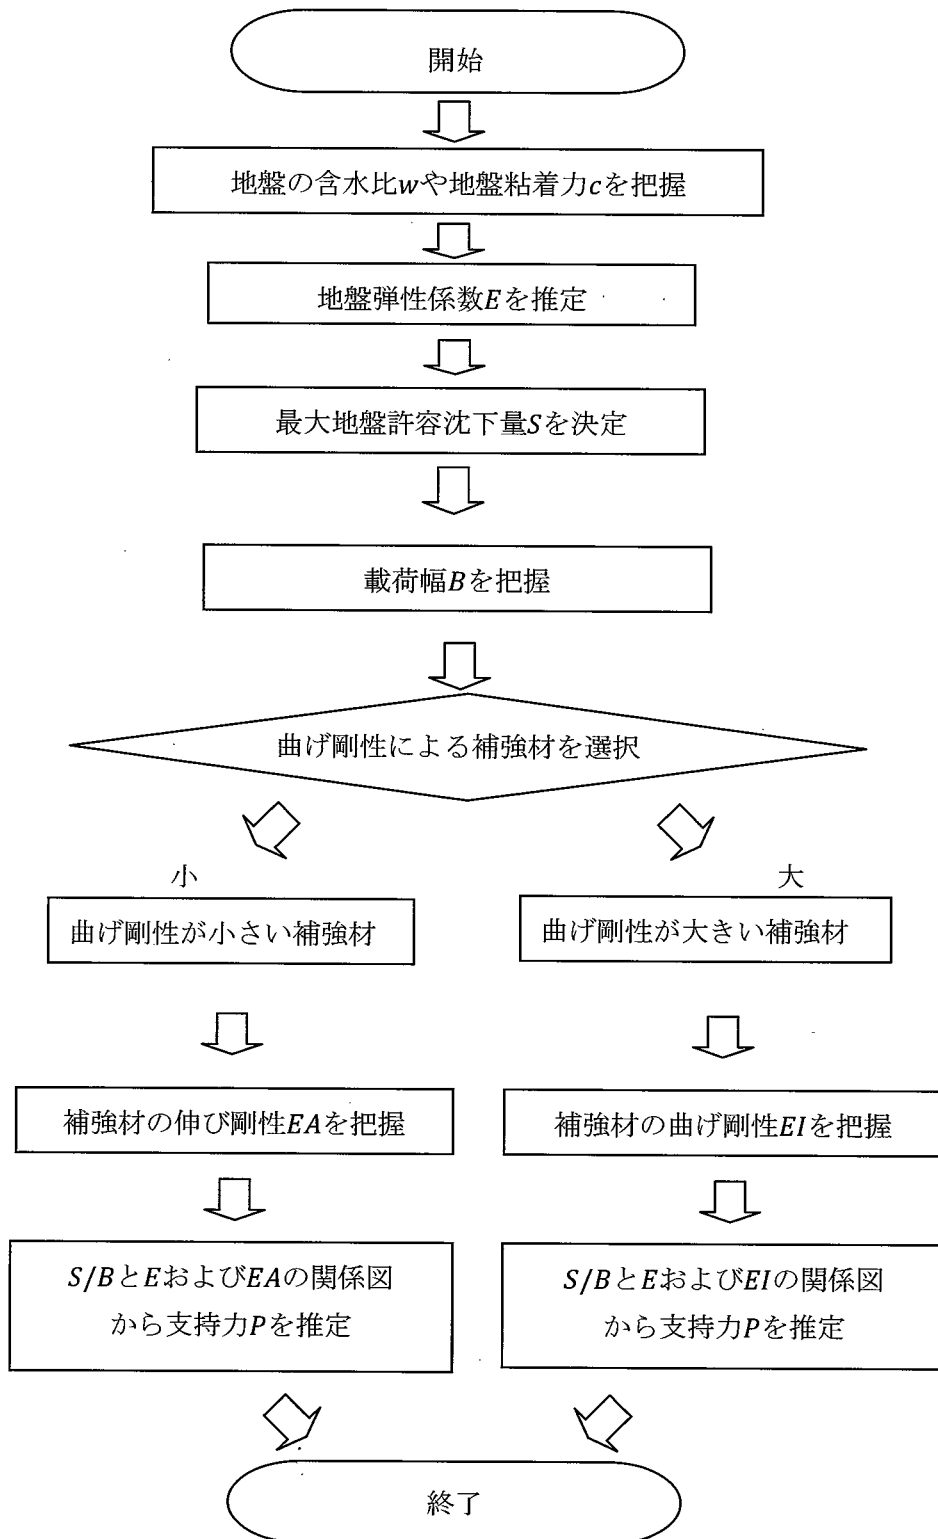 開始
地盤の含水比wや地盤粘着力cを把握
地盤弾性係数Eを推定
最大地盤許容沈下量Sを決定
載荷幅Bを把握
曲げ剛性による補強材を選択
小
曲げ剛性が小さい補強材
補強材の伸び剛性EAを把握
S/BとEおよびEAの関係図
から支持力Pを推定
大
曲げ剛性が大きい補強材
補強材の曲げ剛性EIを把握
S/BとEおよびEIの関係図
から支持力Pを推定
終了